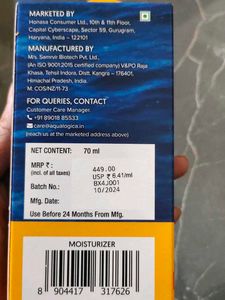 MARKETED BY
Honasa Consumer Ltd, 10th & 11th Floor,
Capital Cyberscape, Sector 59, Gurugram,
Haryana, India – 122101
MANUFACTURED BY
M/s. Samrvir Biotech Pvt. Ltd.,
(An ISO 9001:2015 certified company) V&PO Raja
Khasa, Tehsil Indora, Distt. Kangra – 176401,
Himachal Pradesh, India.
M: COS/NZ/11-73
FOR QUERIES, CONTACT
Customer Care Manager.
+91 89018 85533
care@aqualogica.in
(reach us at the marketed address above)
NET CONTENT: 70 ml
MRP ₹ : 449.00
(incl. of all taxes) USP ₹ 6.41/ml
Batch No.: BX4J001
10/2024
Mfg. Date:
Use Before 24 Months From Mfg.
MOISTURIZER
8 904417 317626